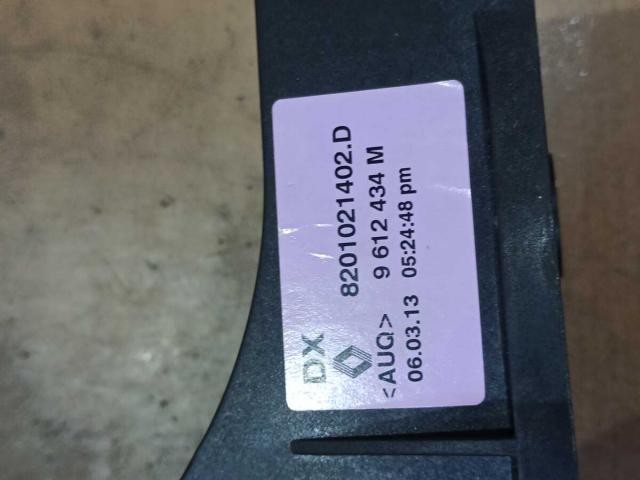 DX
8201021402.D
<AUQ> 9 612 434 M
06.03.13 05:24:48 pm